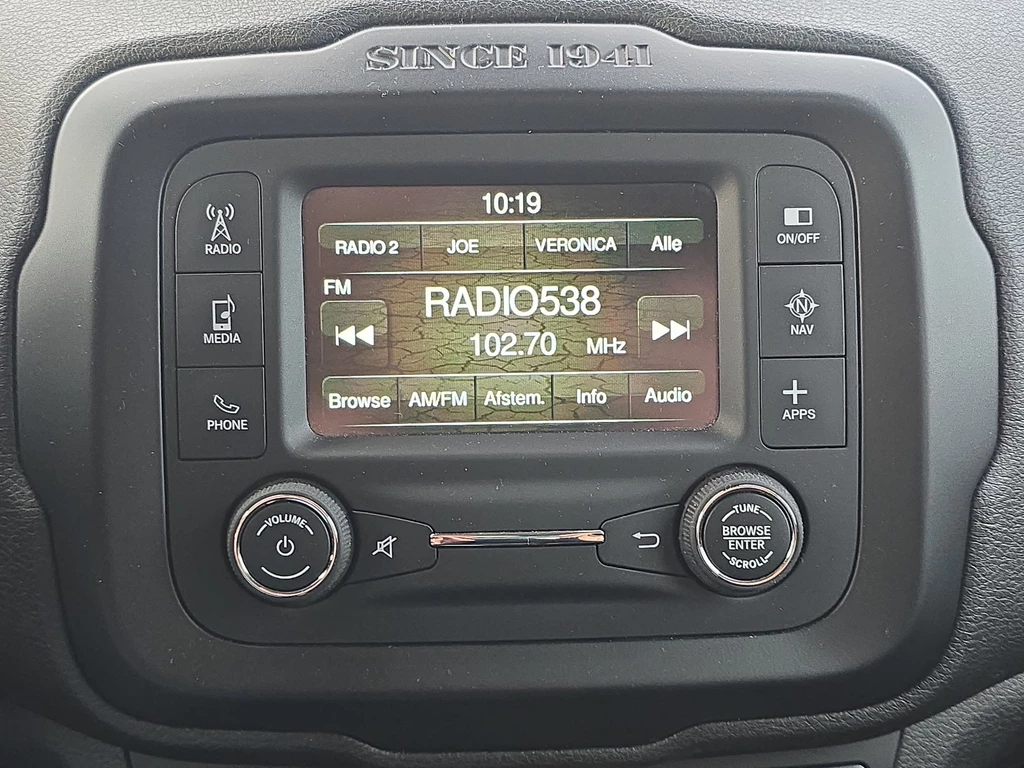 SINCE 1941
10:19
RADIO 2 JOE VERONICA Alle
FM
RADIO538
102.70 MHz
Browse AM/FM Afstem. Info Audio
RADIO
MEDIA
PHONE
ON/OFF
N
NAV
APPS
VOLUME
TUNE
BROWSE
ENTER
SCROLL